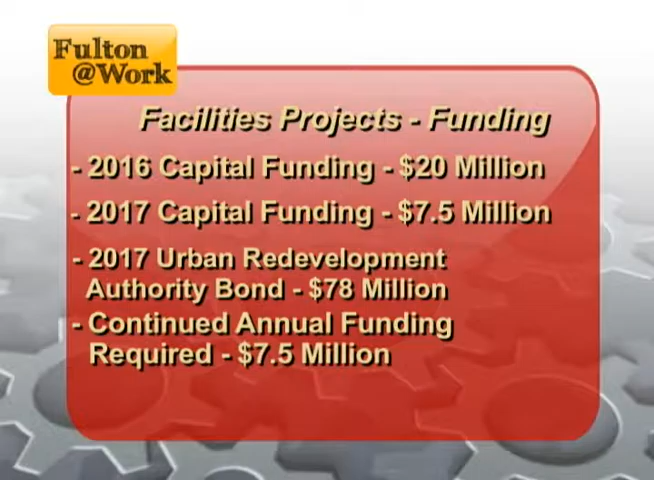 Fulton
@Work
Facilities Projects - Funding
- 2016 Capital Funding - $20 Million
- 2017 Capital Funding - $7.5 Million
- 2017 Urban Redevelopment
Authority Bond - $78 Million
- Continued Annual Funding
Required - $7.5 Million